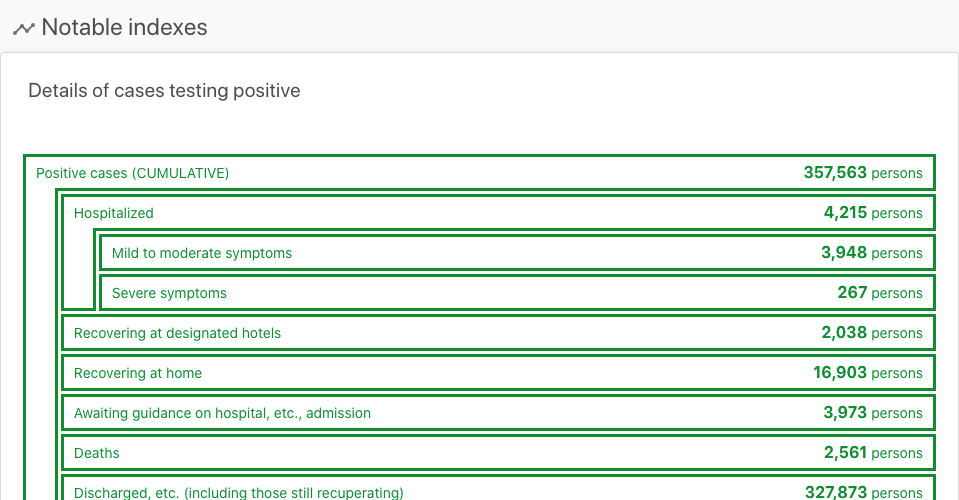 Notable indexes
Details of cases testing positive
Positive cases (CUMULATIVE) 357,563 persons
Hospitalized 4,215 persons
Mild to moderate symptoms 3,948 persons
Severe symptoms 267 persons
Recovering at designated hotels 2,038 persons
Recovering at home 16,903 persons
Awaiting guidance on hospital, etc., admission 3,973 persons
Deaths 2,561 persons
Discharged, etc. (including those still recuperating) 327,873 persons